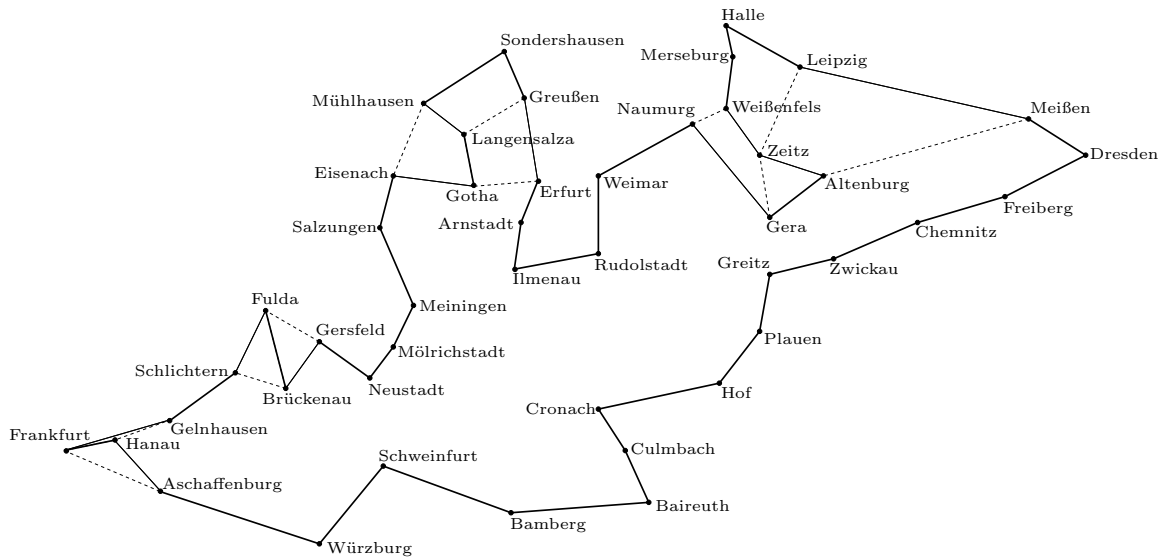 Halle
Sondershausen
Merseburg
Leipzig
Mühlhausen
Greußen
Naumurg
Weißenfels
Meißen
Langensalza
Zeitz
Dresden
Eisenach
Gotha
Erfurt
Weimar
Altenburg
Freiberg
Salzungen
Arnstadt
Gera
Chemnitz
Ilmenau
Rudolstadt
Greitz
Zwickau
Fulda
Meiningen
Gersfeld
Plauen
Mölrichstadt
Schlichtern
Brückenau
Neustadt
Hof
Cronach
Gelnhausen
Frankfurt
Hanau
Culmbach
Schweinfurt
Aschaffenburg
Baireuth
Bamberg
Würzburg